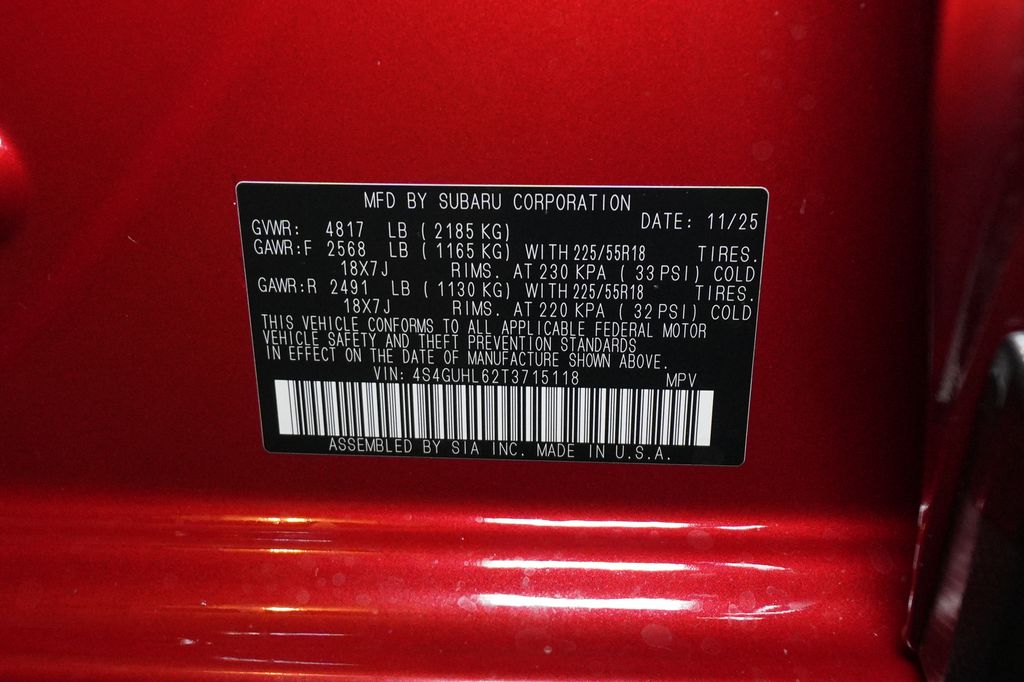 MFD BY SUBARU CORPORATION
DATE: 11/25
GVWR: 4817 LB ( 2185 KG)
GAWR:F 2568 LB ( 1165 KG) WITH 225/55R18 TIRES.
18X7J RIMS. AT 230 KPA ( 33 PSI) COLD
GAWR:R 2491 LB ( 1130 KG) WITH 225/55R18 TIRES.
18X7J RIMS. AT 220 KPA ( 32 PSI) COLD
THIS VEHICLE CONFORMS TO ALL APPLICABLE FEDERAL MOTOR
VEHICLE SAFETY AND THEFT PREVENTION STANDARDS
IN EFFECT ON THE DATE OF MANUFACTURE SHOWN ABOVE.
VIN: 4S4GUHL62T3715118 MPV
ASSEMBLED BY SIA INC. MADE IN U.S.A.